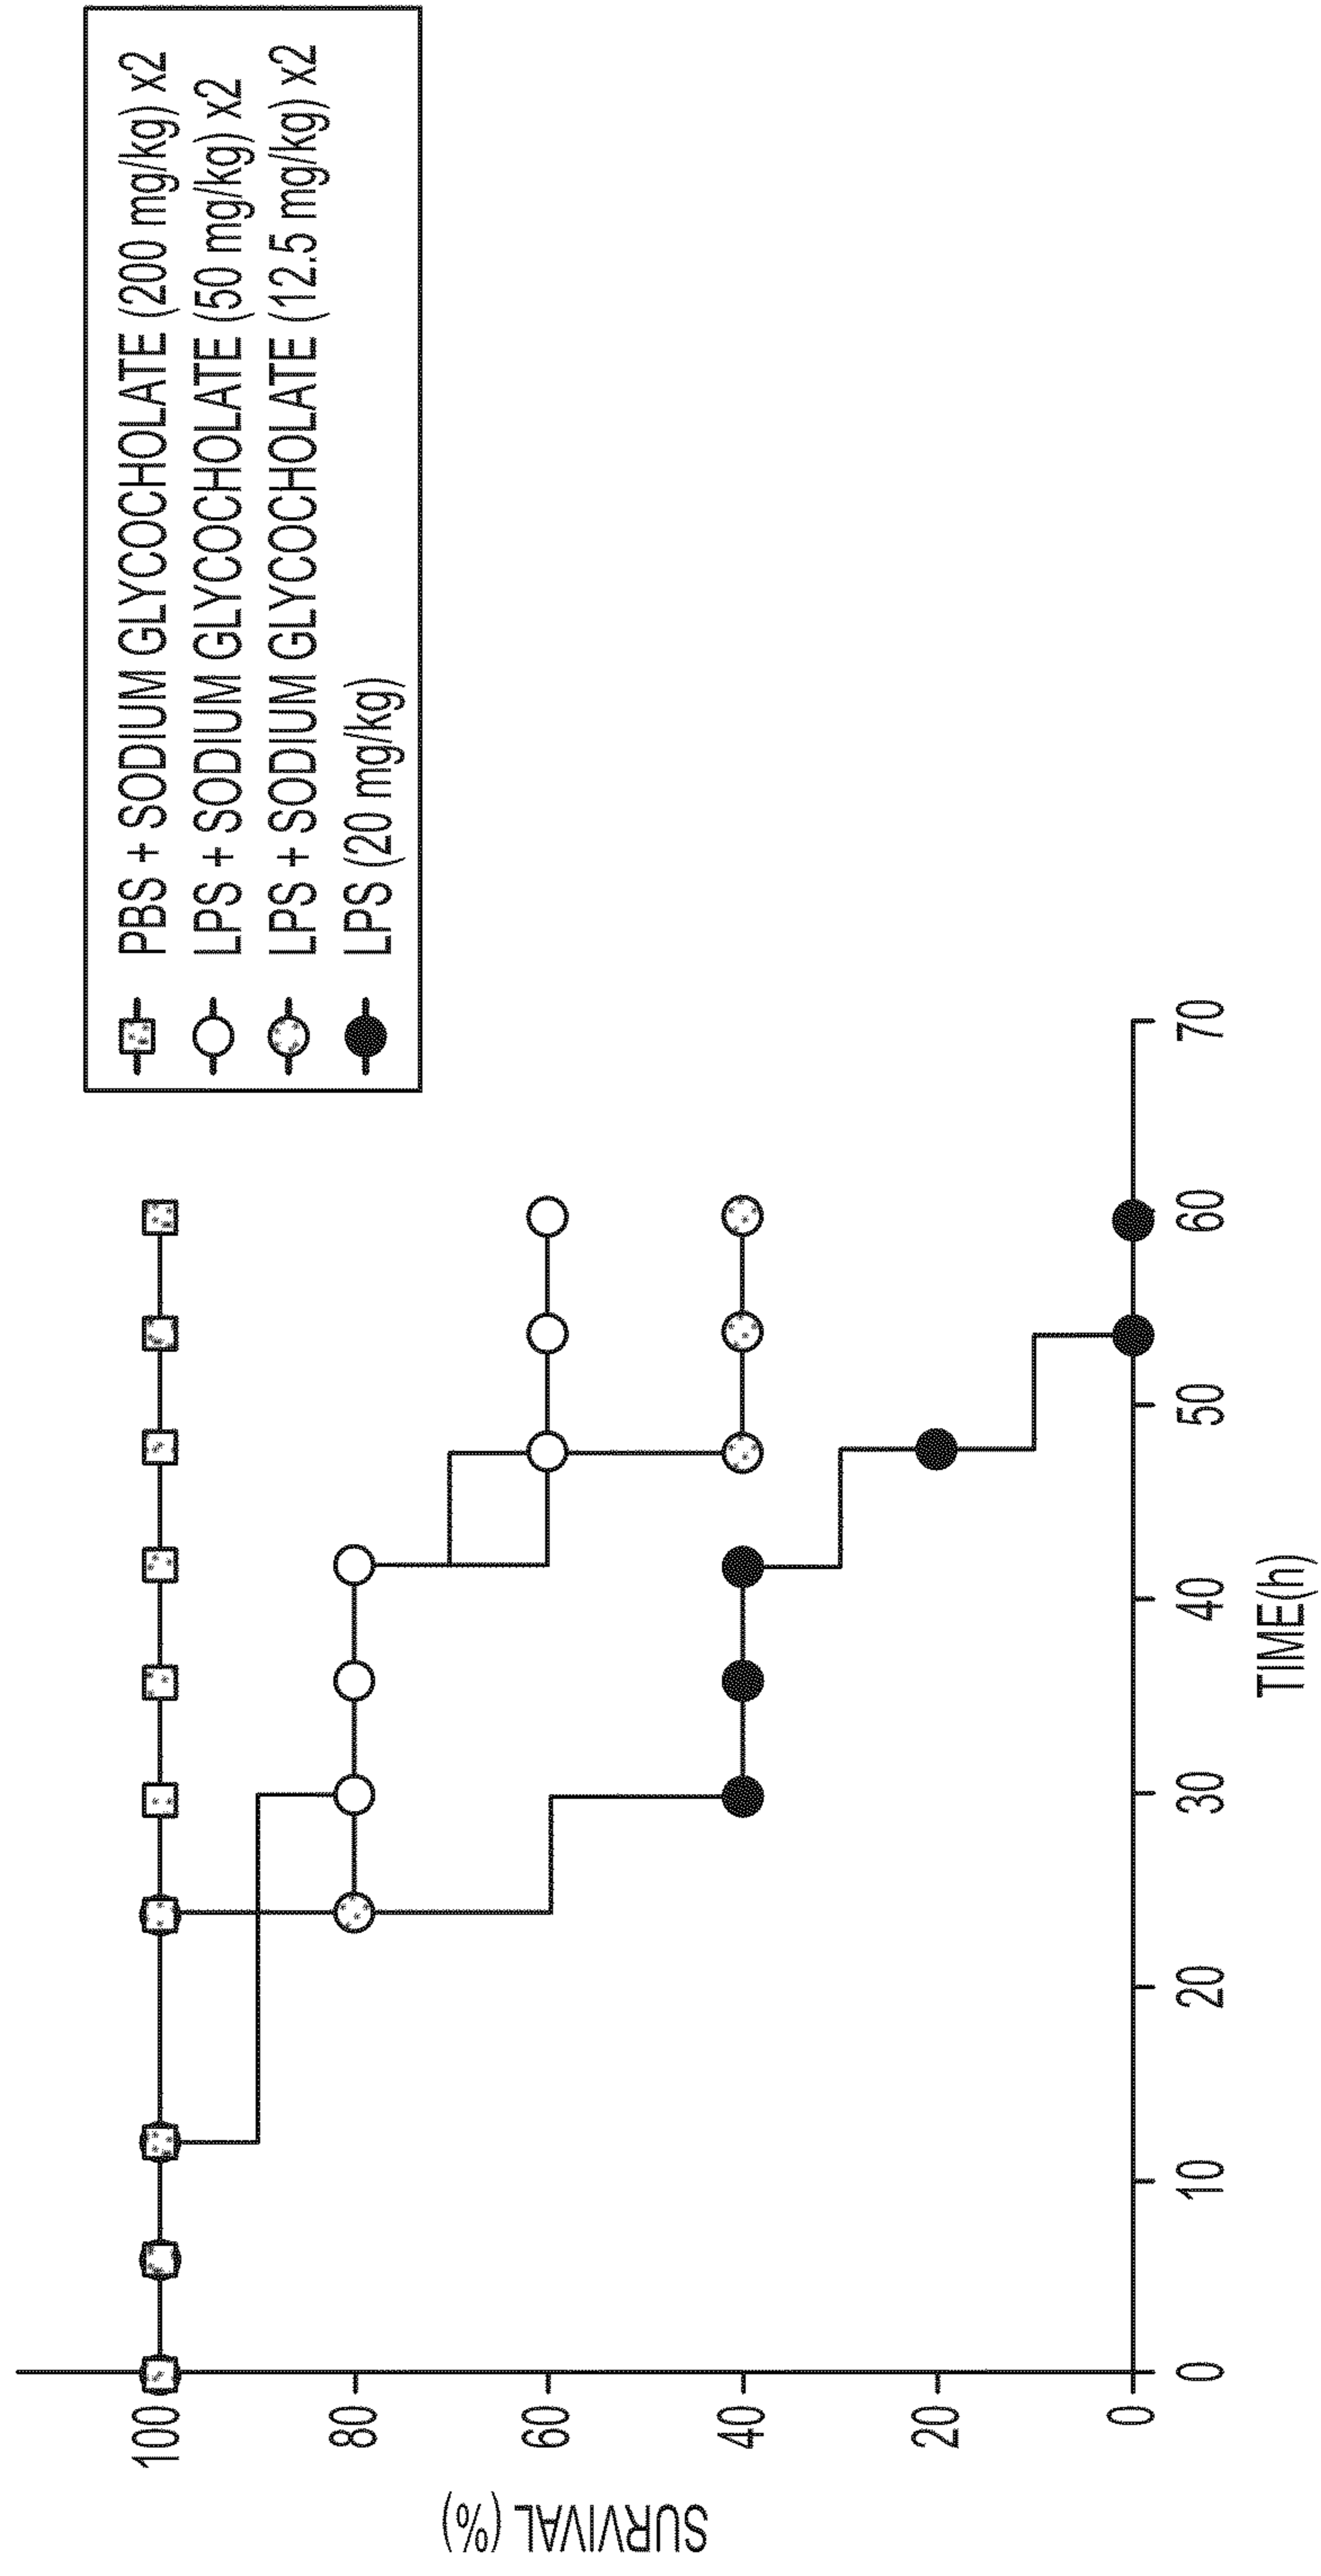 PBS + SODIUM GLYCOCHOLATE (200 mg/kg) x2
LPS + SODIUM GLYCOCHOLATE (50 mg/kg) x2
LPS + SODIUM GLYCOCHOLATE (12.5 mg/kg) x2
LPS (20 mg/kg)
SURVIVAL (%)
100
80
60
40
20
0
0 10 20 30 40 50 60 70
TIME(h)